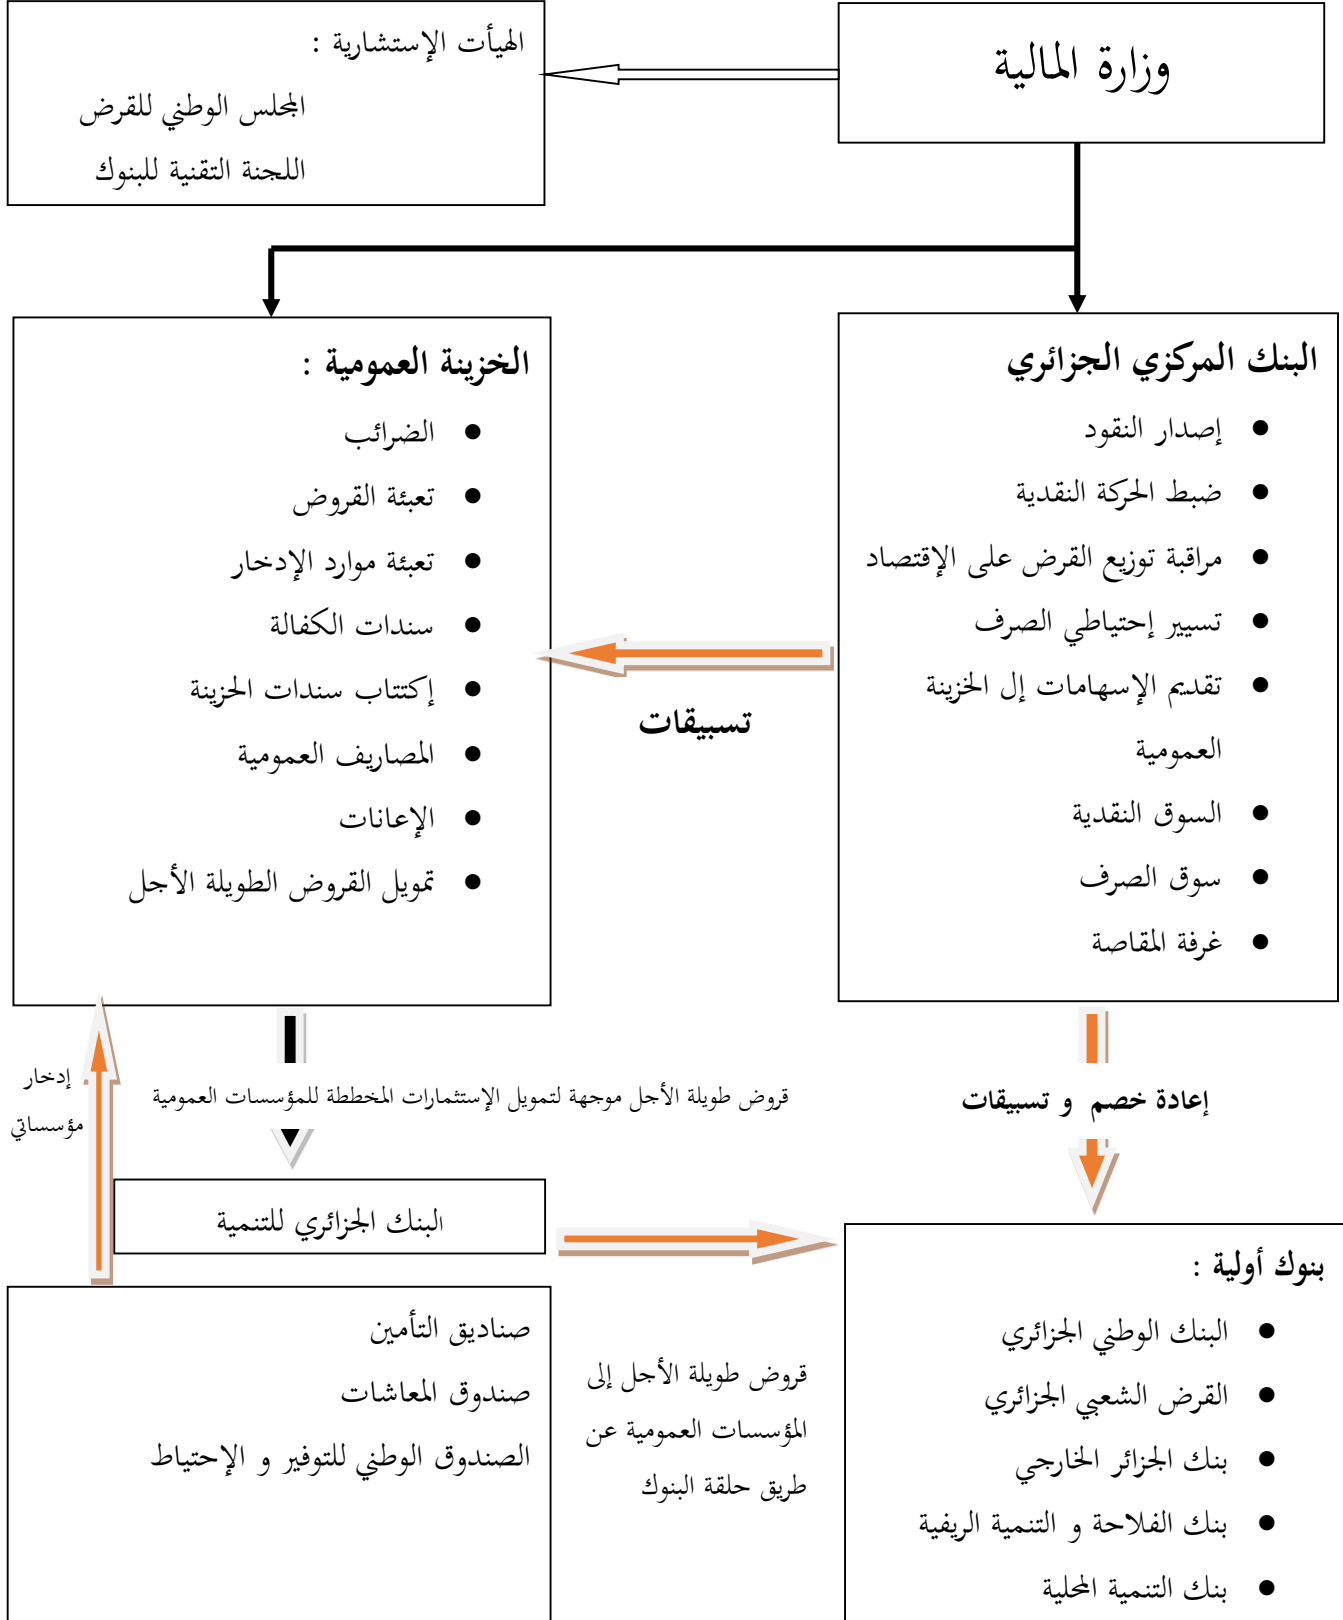 وزارة المالية
الهيأت الإستشارية :
المجلس الوطني للقرض
اللجنة التقنية للبنوك
البنك المركزي الجزائري
● إصدار النقود
● ضبط الحركة النقدية
● مراقبة توزيع القرض على الإقتصاد
● تسيير إحتياطي الصرف
● تقديم الإسهامات إل الخزينة
العمومية
● السوق النقدية
● سوق الصرف
● غرفة المقاصة
تسبيقات
الخزينة العمومية :
● الضرائب
● تعبئة القروض
● تعبئة موارد الإدخار
● سندات الكفالة
● إكتتاب سندات الخزينة
● المصاريف العمومية
● الإعانات
● تمويل القروض الطويلة الأجل
إعادة خصم و تسبيقات
قروض طويلة الأجل موجهة لتمويل الإستثمارات المخططة للمؤسسات العمومية
إدخار
مؤسساتي
البنك الجزائري للتنمية
بنوك أولية :
● البنك الوطني الجزائري
● القرض الشعبي الجزائري
● بنك الجزائر الخارجي
● بنك الفلاحة و التنمية الريفية
● بنك التنمية المحلية
قروض طويلة الأجل إلى
المؤسسات العمومية عن
طريق حلقة البنوك
صناديق التأمين
صندوق المعاشات
الصندوق الوطني للتوفير و الإحتياط